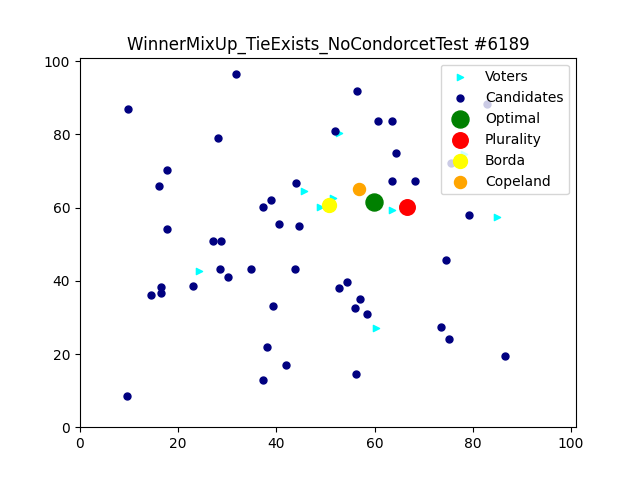 WinnerMixUp_TieExists_NoCondorcetTest #6189
100
80
60
40
20
0
0 20 40 60 80 100
Voters
Candidates
Optimal
Plurality
Borda
Copeland